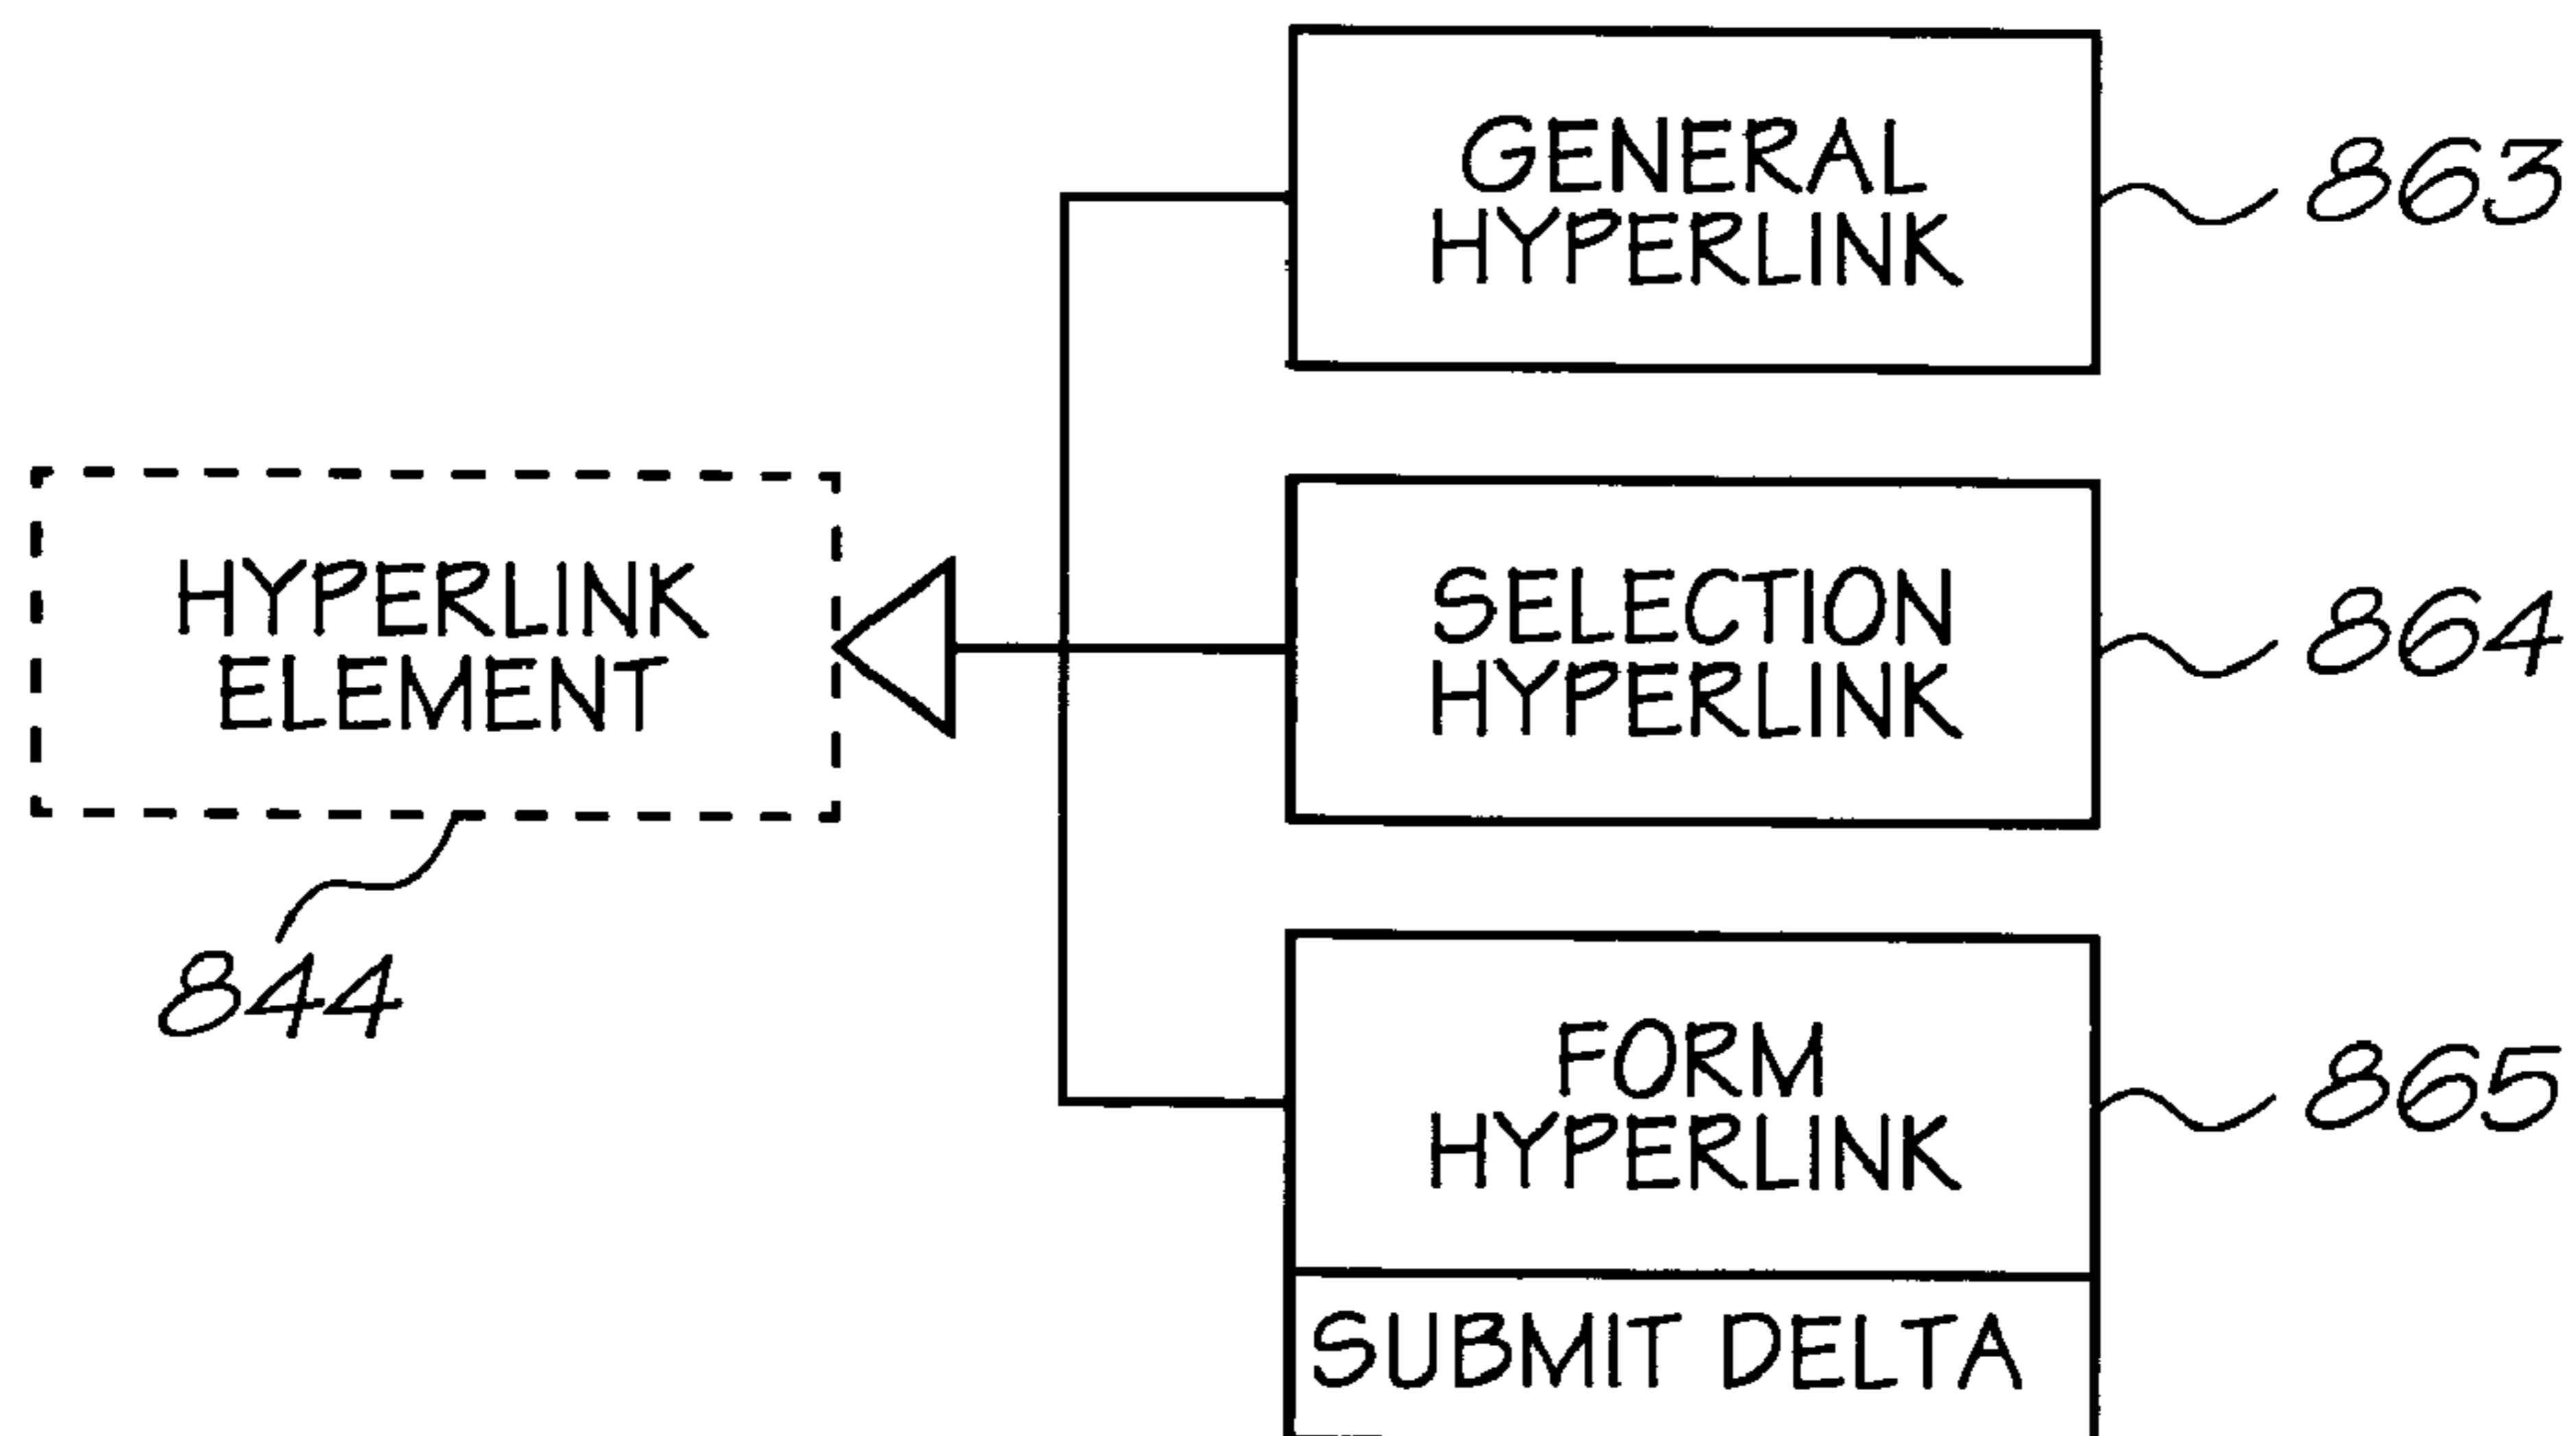 GENERAL
HYPERLINK
863
HYPERLINK
ELEMENT
844
SELECTION
HYPERLINK
864
FORM
HYPERLINK
865
SUBMIT DELTA